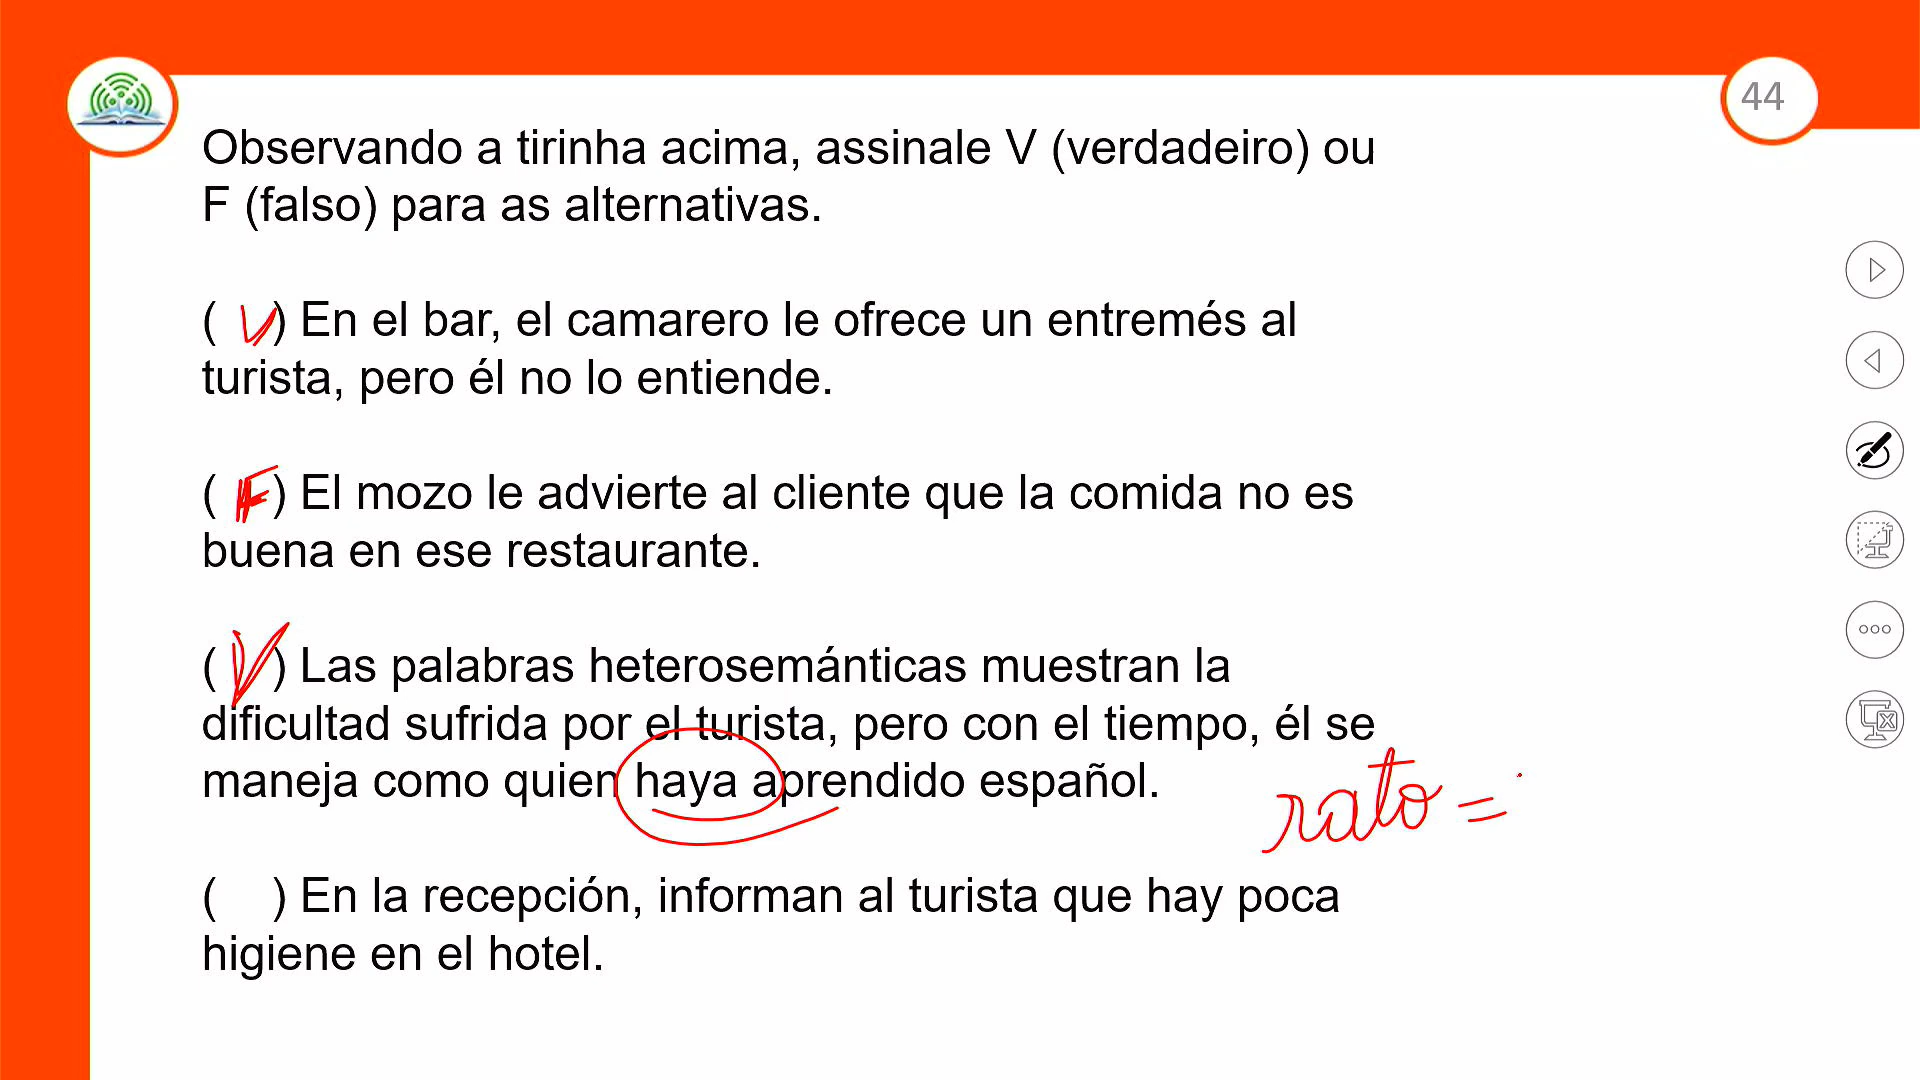 44
Observando a tirinha acima, assinale V (verdadeiro) ou
F (falso) para as alternativas.
( V ) En el bar, el camarero le ofrece un entremés al
turista, pero él no lo entiende.
( F ) El mozo le advierte al cliente que la comida no es
buena en ese restaurante.
( V ) Las palabras heterosemánticas muestran la
dificultad sufrida por el turista, pero con el tiempo, él se
maneja como quien haya aprendido español.
rato =
( ) En la recepción, informan al turista que hay poca
higiene en el hotel.